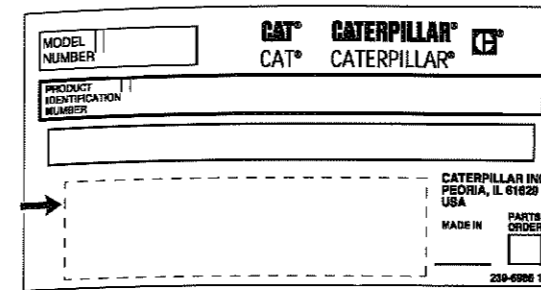 MODEL NUMBER
CAT® CATERPILLAR®
CAT® CATERPILLAR®
PRODUCT IDENTIFICATION NUMBER
CATERPILLAR INC
PEORIA, IL 61629
USA
MADE IN
PARTS
ORDER